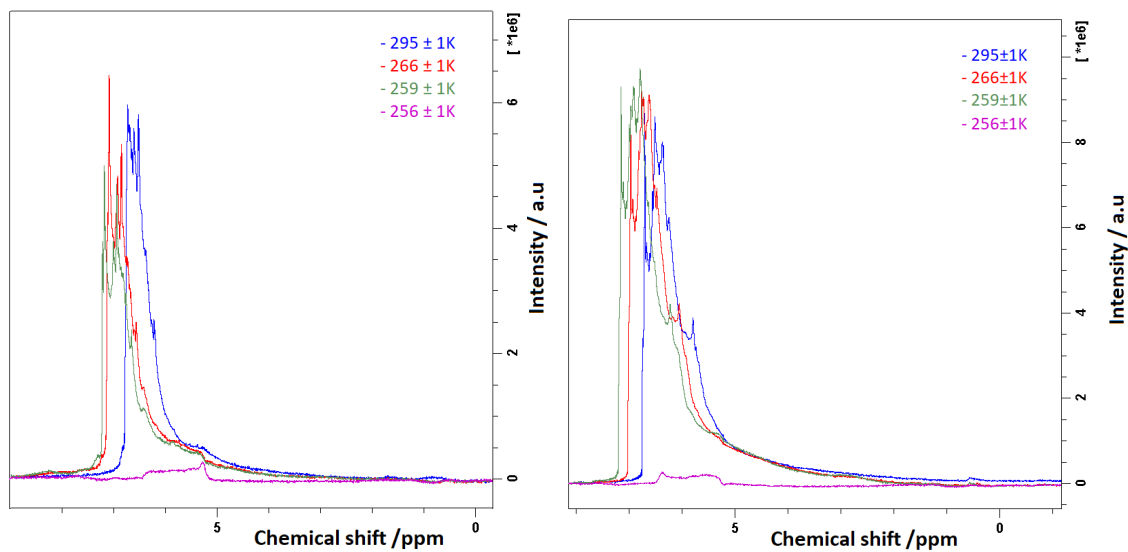 [ *1e6]
- 295 ± 1K
- 266 ± 1K
- 259 ± 1K
- 256 ± 1K
6
4
2
0
Intensity / a.u
5
0
Chemical shift /ppm
[ *1e6]
- 295±1K
- 266±1K
- 259±1K
- 256±1K
10
8
6
4
2
0
Intensity / a.u
5
0
Chemical shift /ppm